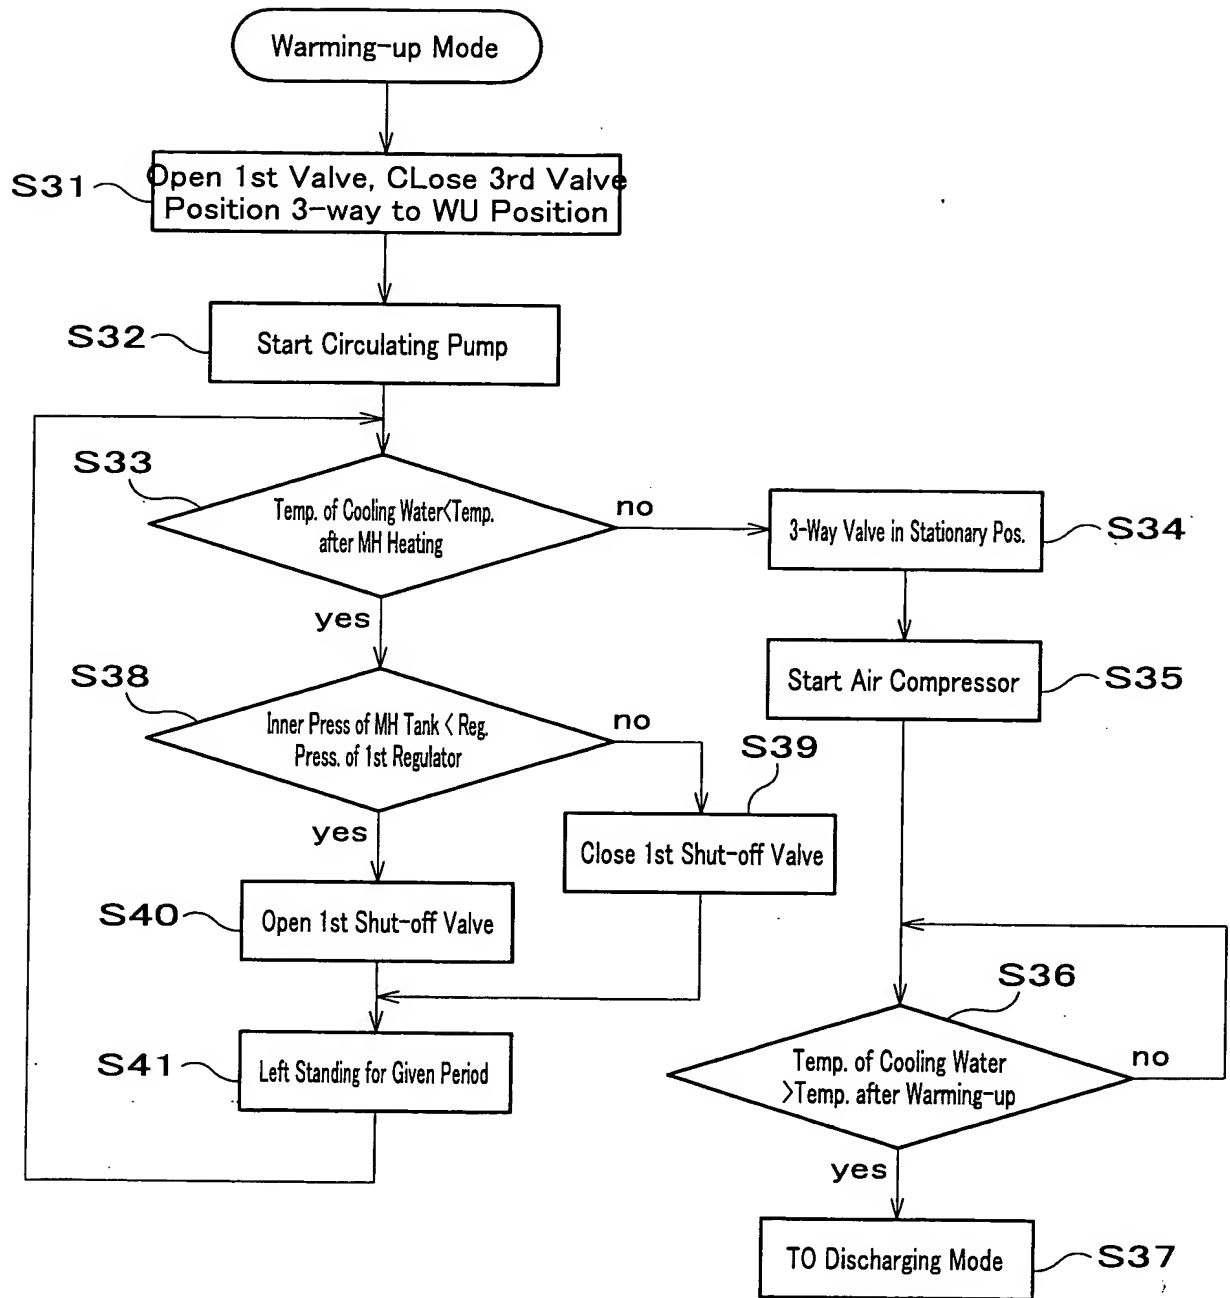 Warming-up Mode
S31
Open 1st Valve, CLose 3rd Valve
Position 3-way to WU Position
S32
Start Circulating Pump
S33
Temp. of Cooling Water<Temp.
after MH Heating
no
yes
3-Way Valve in Stationary Pos.
S34
Start Air Compressor
S35
S38
Inner Press of MH Tank < Reg.
Press. of 1st Regulator
no
yes
S39
Close 1st Shut-off Valve
S40
Open 1st Shut-off Valve
S41
Left Standing for Given Period
S36
Temp. of Cooling Water
>Temp. after Warming-up
no
yes
TO Discharging Mode
S37